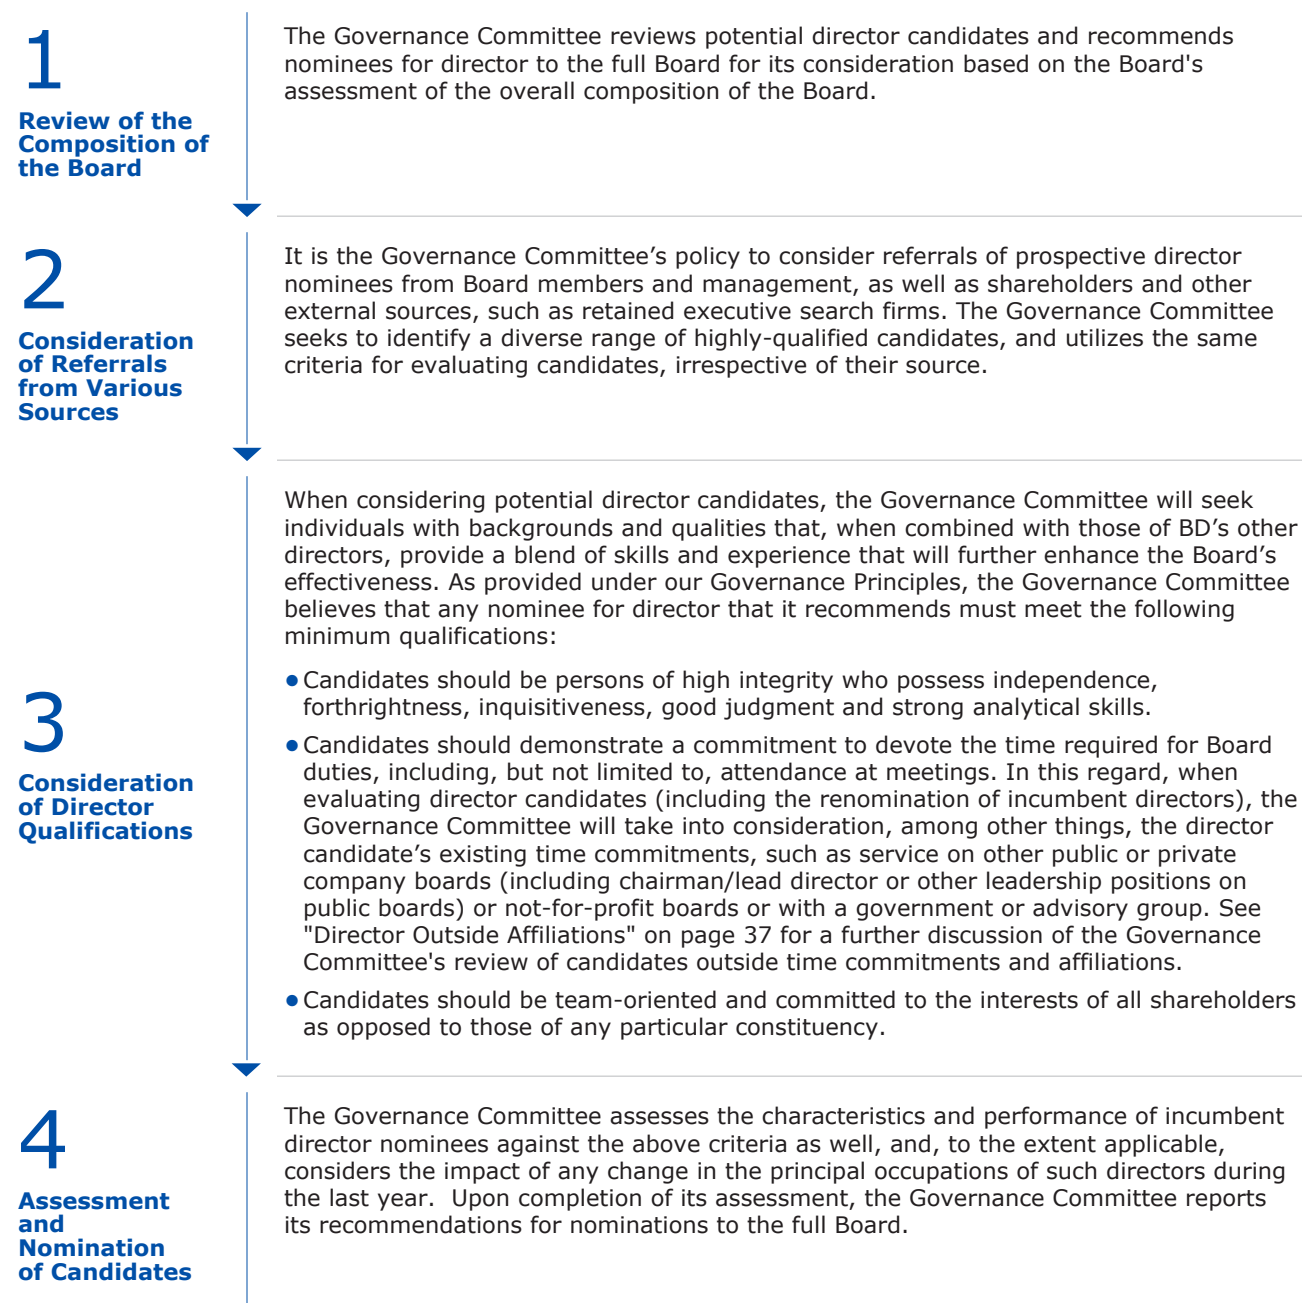 1
Review of the
Composition of
the Board
The Governance Committee reviews potential director candidates and recommends
nominees for director to the full Board for its consideration based on the Board's
assessment of the overall composition of the Board.
2
Consideration
of Referrals
from Various
Sources
It is the Governance Committee’s policy to consider referrals of prospective director
nominees from Board members and management, as well as shareholders and other
external sources, such as retained executive search firms. The Governance Committee
seeks to identify a diverse range of highly-qualified candidates, and utilizes the same
criteria for evaluating candidates, irrespective of their source.
3
Consideration
of Director
Qualifications
When considering potential director candidates, the Governance Committee will seek
individuals with backgrounds and qualities that, when combined with those of BD’s other
directors, provide a blend of skills and experience that will further enhance the Board’s
effectiveness. As provided under our Governance Principles, the Governance Committee
believes that any nominee for director that it recommends must meet the following
minimum qualifications:
• Candidates should be persons of high integrity who possess independence,
forthrightness, inquisitiveness, good judgment and strong analytical skills.
• Candidates should demonstrate a commitment to devote the time required for Board
duties, including, but not limited to, attendance at meetings. In this regard, when
evaluating director candidates (including the renomination of incumbent directors), the
Governance Committee will take into consideration, among other things, the director
candidate’s existing time commitments, such as service on other public or private
company boards (including chairman/lead director or other leadership positions on
public boards) or not-for-profit boards or with a government or advisory group. See
"Director Outside Affiliations" on page 37 for a further discussion of the Governance
Committee's review of candidates outside time commitments and affiliations.
• Candidates should be team-oriented and committed to the interests of all shareholders
as opposed to those of any particular constituency.
4
Assessment
and
Nomination
of Candidates
The Governance Committee assesses the characteristics and performance of incumbent
director nominees against the above criteria as well, and, to the extent applicable,
considers the impact of any change in the principal occupations of such directors during
the last year.  Upon completion of its assessment, the Governance Committee reports
its recommendations for nominations to the full Board.